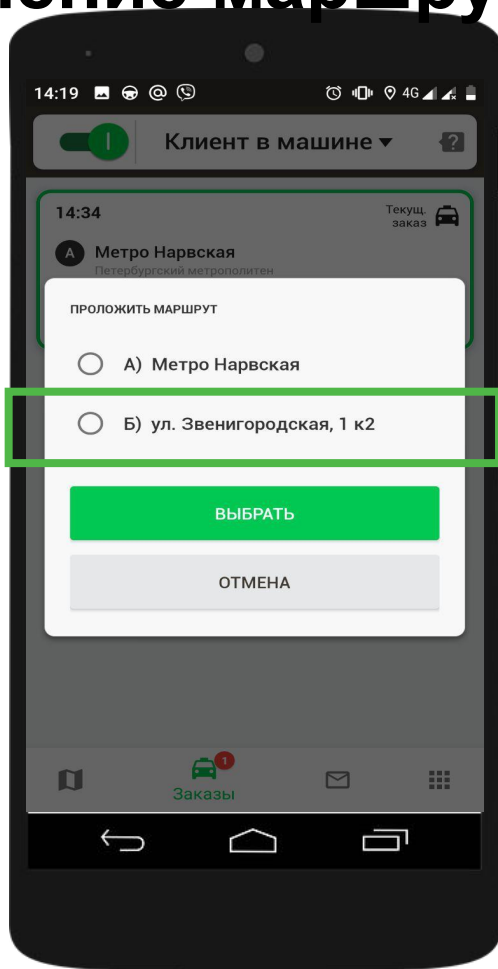 14:19 4G
Клиент в машине
14:34
Текущ.
заказ
А Метро Нарвская
Петербургский метрополитен
ПРОЛОЖИТЬ МАРШРУТ
А) Метро Нарвская
Б) ул. Звенигородская, 1 к2
ВЫБРАТЬ
ОТМЕНА
1
Заказы